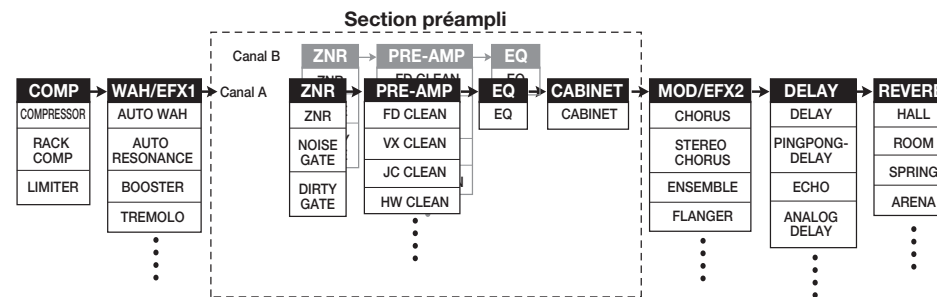 Section préampli
Canal B
ZNR
PRE-AMP
EQ
COMP
WAH/EFX1
Canal A
ZNR
PRE-AMP
EQ
CABINET
MOD/EFX2
DELAY
REVERB
COMPRESSOR
RACK
COMP
LIMITER
AUTO WAH
AUTO
RESONANCE
BOOSTER
TREMOLO
ZNR
NOISE
GATE
DIRTY
GATE
FD CLEAN
VX CLEAN
JC CLEAN
HW CLEAN
EQ
CABINET
CHORUS
STEREO
CHORUS
ENSEMBLE
FLANGER
DELAY
PINGPONG-
DELAY
ECHO
ANALOG
DELAY
HALL
ROOM
SPRING
ARENA